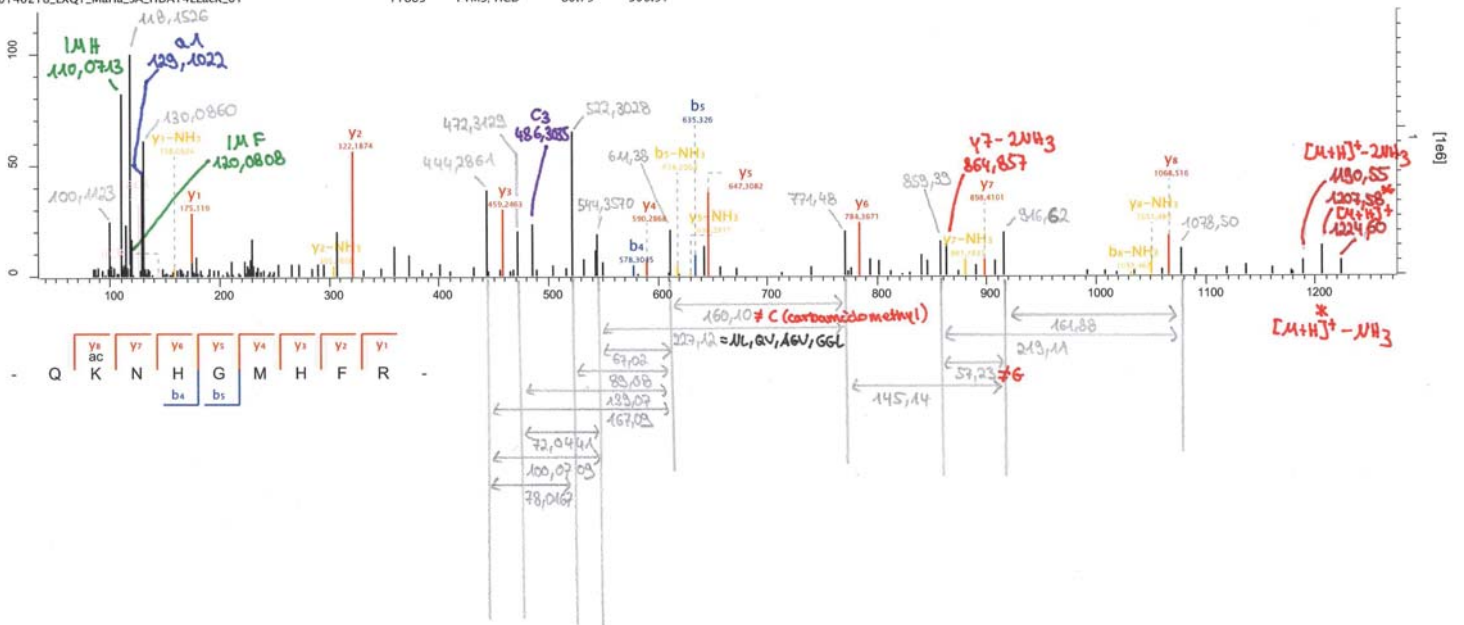 118,1526
IMH
110,0713
a1
129,1022
130,0860
y1-NH3
IMF
120,0808
100,1123
y1
175.119
y2-NH3
y2
322.1874
444,2861
472,3129
y3
459.2463
C3
486,3085
522,3028
544,3570
b4
y4
590.2868
611,38
b5-NH3
b5
635.326
y5-NH3
y5
647.3082
771,48
y6
784.3671
859,39
y7-2NH3
864,857
y7-NH3
y7
898.4101
916,62
y8-NH3
b8-NH3
y8
1068.516
1078,50
[M+H]+-2NH3
1190,55
1207,58*
[M+H]+
1224,60
[1e6]
1
100
50
0
100 200 300 400 500 600 700 800 900 1000 1100 1200
*
[M+H]+-NH3
160,10 ≠ C (carbamidomethyl)
227,12 = NL, QV, AGV, GGL
67,02
89,08
139,07
167,09
72,0441
100,0709
78,0167
161,88
219,11
57,23 ≠G
145,14
y8 y7 y6 y5 y4 y3 y2 y1
ac
- Q K N H G M H F R -
b4 b5